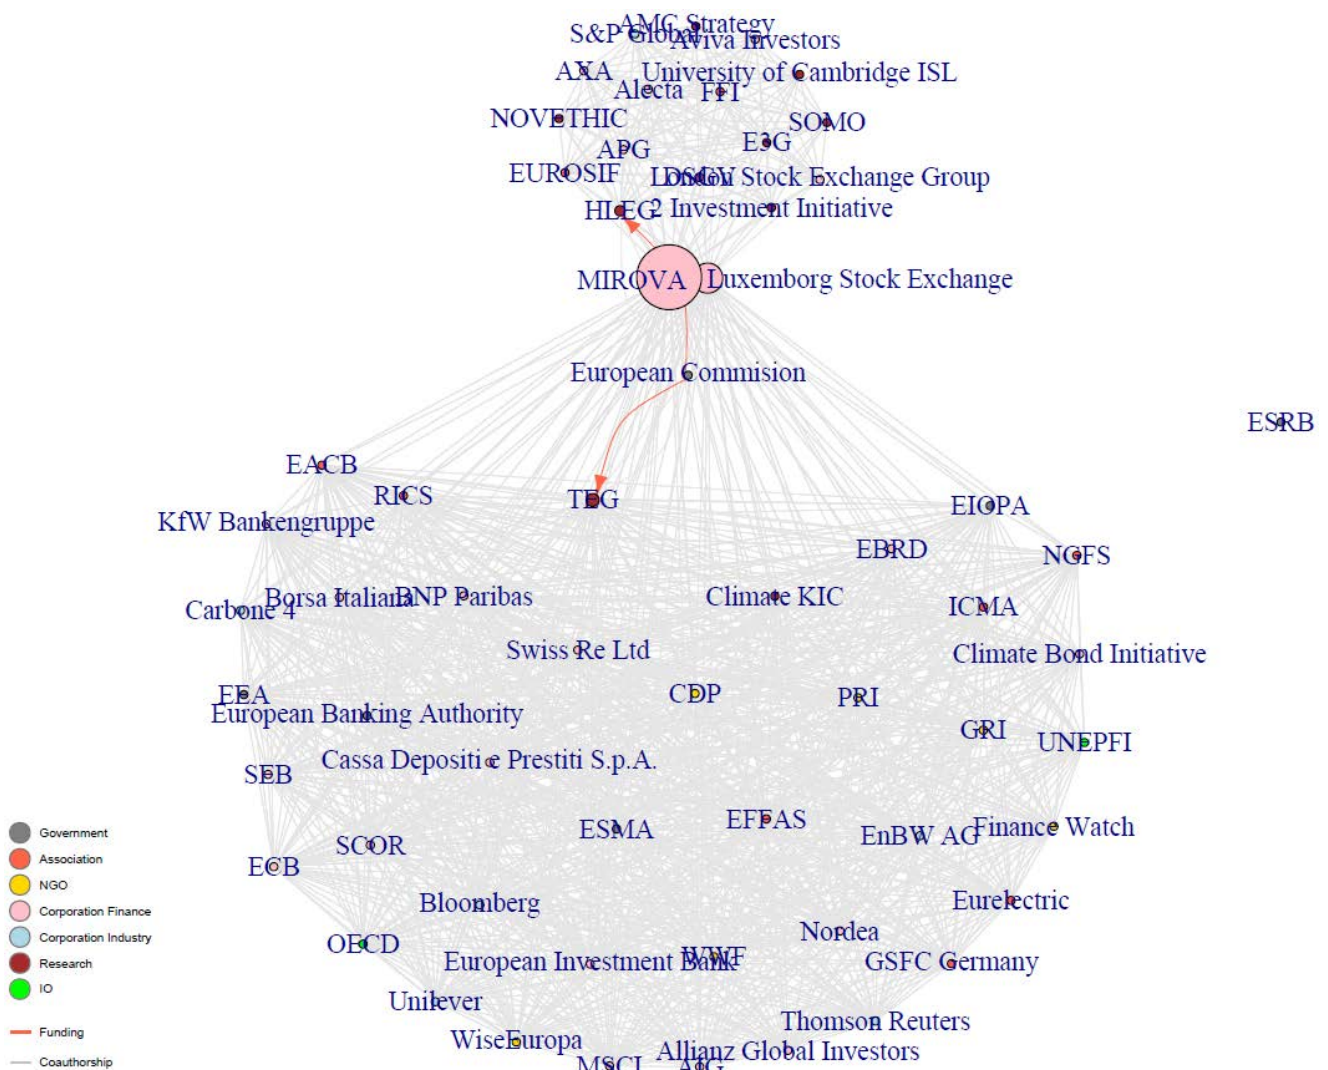 AMC Strategy
S&P Global
Aviva Investors
AXA
University of Cambridge ISL
Alecta
FFI
NOVETHIC
SOMO
E3G
APG
EUROSIF
DSGV
London Stock Exchange Group
HLEG
2 Investment Initiative
MIROVA
Luxemborg Stock Exchange
European Commision
ESRB
EACB
RICS
TEG
EIOPA
KfW Bankengruppe
EBRD
NGFS
Borsa Italiana
BNP Paribas
Climate KIC
ICMA
Carbone 4
Swiss Re Ltd
Climate Bond Initiative
EEA
CDP
PRI
European Banking Authority
GRI
UNEPFI
Cassa Depositi e Prestiti S.p.A.
SEB
ESMA
EFFAS
EnBW AG
Finance Watch
SCOR
ECB
Bloomberg
Eurelectric
OECD
Nordea
European Investment Bank
WWF
GSFC Germany
Unilever
Thomson Reuters
WiseEuropa
Allianz Global Investors
MSCI
AIG
Government
Association
NGO
Corporation Finance
Corporation Industry
Research
IO
Funding
Coauthorship